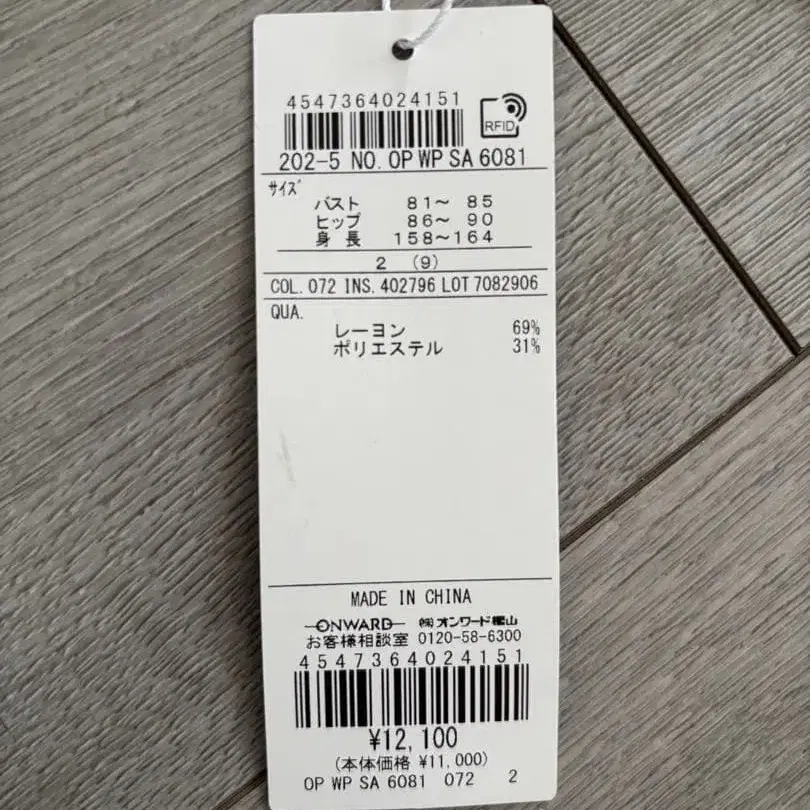 4547364024151
RFID
202-5 NO. OP WP SA 6081
ｻｲｽﾞ
バスト 81～ 85
ヒップ 86～ 90
身 長 158～164
2 (9)
COL. 072 INS. 402796 LOT 7082906
QUA.
レーヨン 69%
ポリエステル 31%
MADE IN CHINA
ONWARD ㈱オンワード樫山
お客様相談室 0120-58-6300
4547364024151
¥12,100
(本体価格 ¥11,000)
OP WP SA 6081 072 2